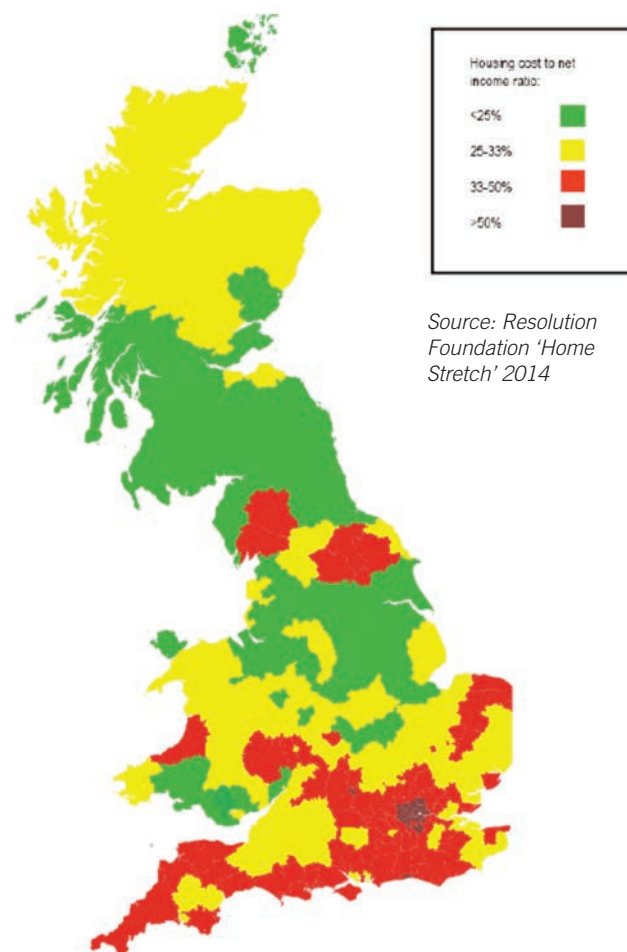 Housing cost to net
income ratio:
<25%
25-33%
33-50%
>50%
Source: Resolution
Foundation ‘Home
Stretch’ 2014